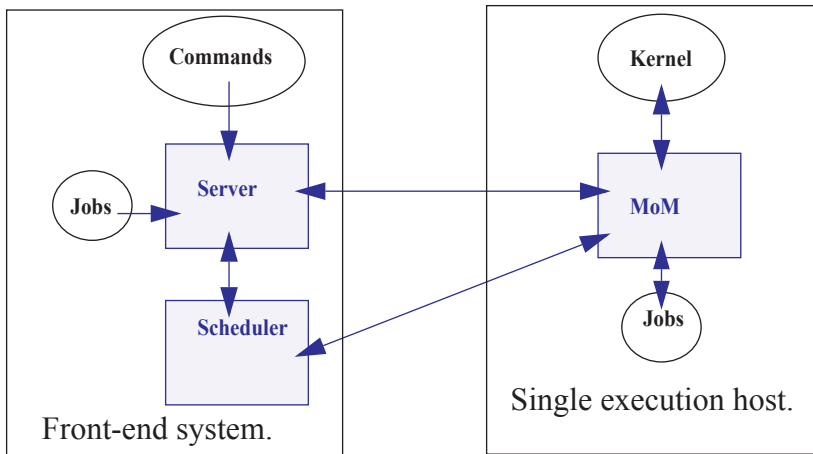 Commands
Server
Jobs
Scheduler
Front-end system.
Kernel
MoM
Jobs
Single execution host.